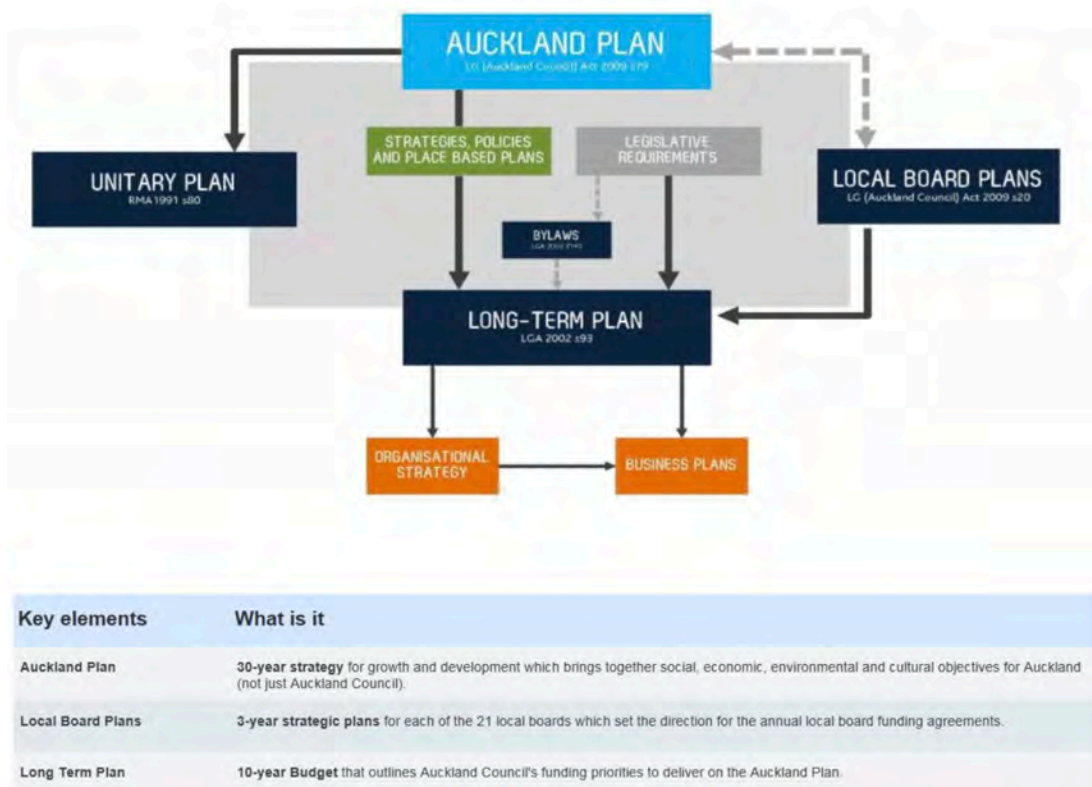 AUCKLAND PLAN
LG (Auckland Council) Act 2009 s79
STRATEGIES, POLICIES
AND PLACE BASED PLANS
LEGISLATIVE
REQUIREMENTS
UNITARY PLAN
RMA 1991 s80
LOCAL BOARD PLANS
LG (Auckland Council) Act 2009 s20
BYLAWS
LGA 2002
LONG-TERM PLAN
LGA 2002 s93
ORGANISATIONAL
STRATEGY
BUSINESS PLANS
Key elements What is it
Auckland Plan 30-year strategy for growth and development which brings together social, economic, environmental and cultural objectives for Auckland
(not just Auckland Council).
Local Board Plans 3-year strategic plans for each of the 21 local boards which set the direction for the annual local board funding agreements.
Long Term Plan 10-year Budget that outlines Auckland Council's funding priorities to deliver on the Auckland Plan.